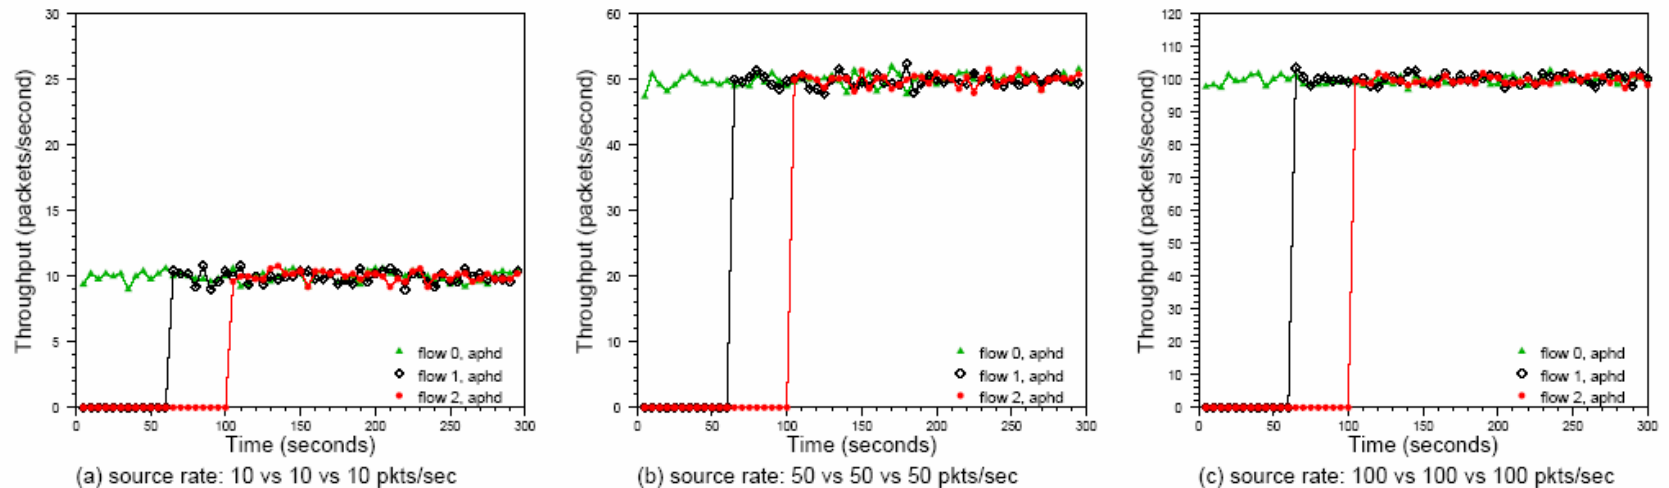 30
25
20
15
10
5
0
0 50 100 150 200 250 300
Throughput (packets/second)
Time (seconds)
flow 0, aphd
flow 1, aphd
flow 2, aphd
(a) source rate: 10 vs 10 vs 10 pkts/sec
60
50
40
30
20
10
0
0 50 100 150 200 250 300
Throughput (packets/second)
Time (seconds)
flow 0, aphd
flow 1, aphd
flow 2, aphd
(b) source rate: 50 vs 50 vs 50 pkts/sec
120
110
100
90
80
70
60
50
40
30
20
10
0
0 50 100 150 200 250 300
Throughput (packets/second)
Time (seconds)
flow 0, aphd
flow 1, aphd
flow 2, aphd
(c) source rate: 100 vs 100 vs 100 pkts/sec